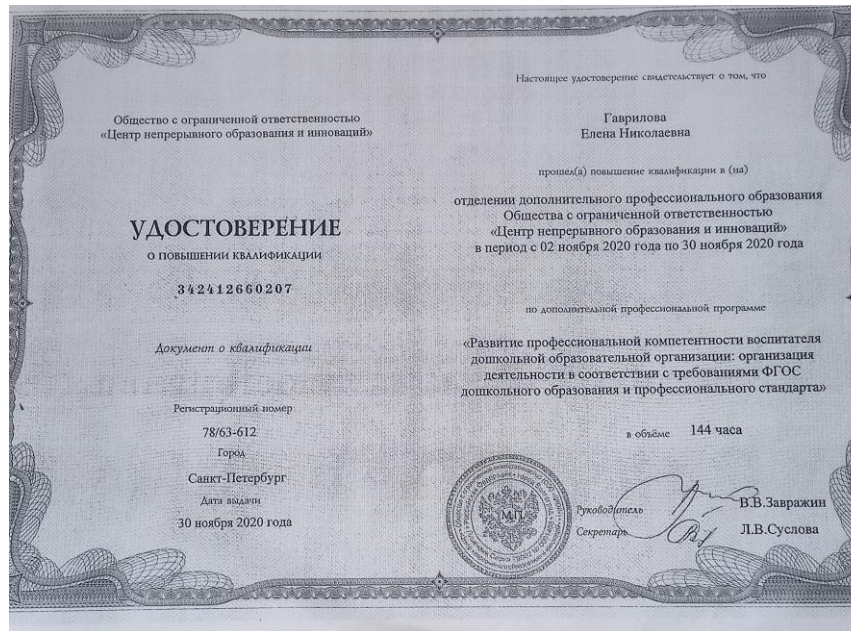 Общество с ограниченной ответственностью
«Центр непрерывного образования и инноваций»
УДОСТОВЕРЕНИЕ
О ПОВЫШЕНИИ КВАЛИФИКАЦИИ
342412660207
Документ о квалификации
Регистрационный номер
78/63-612
Город
Санкт-Петербург
Дата выдачи
30 ноября 2020 года
Настоящее удостоверение свидетельствует о том, что
Гаврилова
Елена Николаевна
прошел(а) повышение квалификации в (на)
отделении дополнительного профессионального образования
Общества с ограниченной ответственностью
«Центр непрерывного образования и инноваций»
в период с 02 ноября 2020 года по 30 ноября 2020 года
по дополнительной профессиональной программе
«Развитие профессиональной компетентности воспитателя
дошкольной образовательной организации: организация
деятельности в соответствии с требованиями ФГОС
дошкольного образования и профессионального стандарта»
в объёме 144 часа
М.П.
Руководитель В.В.Завражин
Секретарь Л.В.Суслова